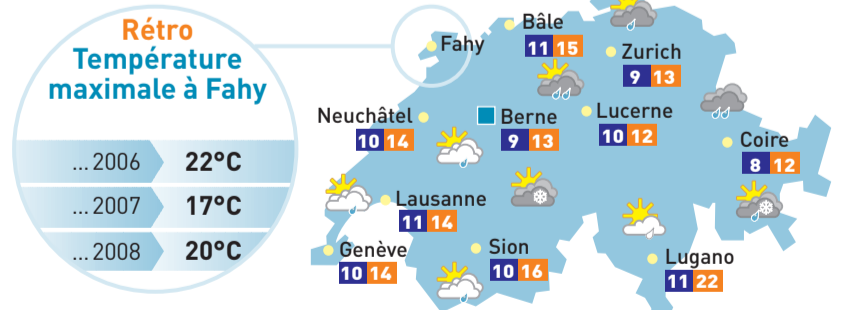 Rétro
Température
maximale à Fahy
... 2006 22°C
... 2007 17°C
... 2008 20°C
Fahy
Bâle
11 15
Zurich
9 13
Neuchâtel
10 14
Berne
9 13
Lucerne
10 12
Coire
8 12
Lausanne
11 14
Genève
10 14
Sion
10 16
Lugano
11 22